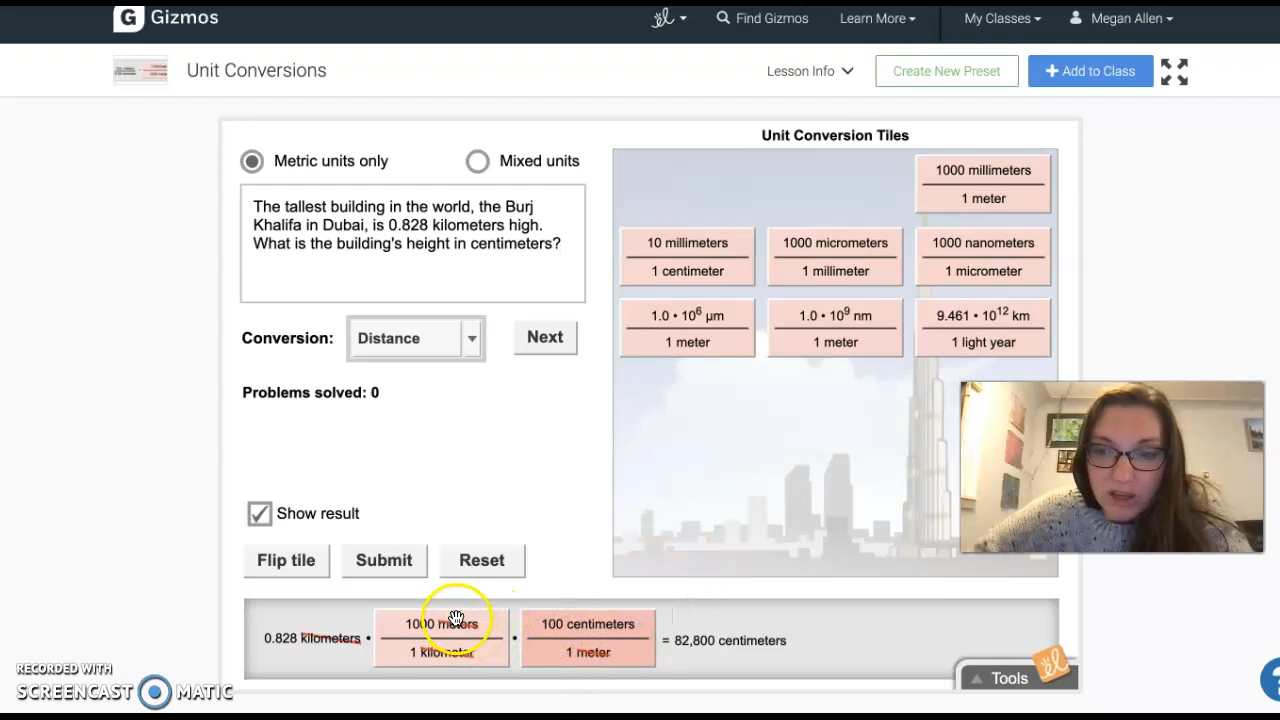 G Gizmos
Find Gizmos
Learn More
My Classes
Megan Allen
Unit Conversions
Lesson Info
Create New Preset
+ Add to Class
Metric units only
Mixed units
The tallest building in the world, the Burj
Khalifa in Dubai, is 0.828 kilometers high.
What is the building's height in centimeters?
Conversion: Distance
Next
Problems solved: 0
Show result
Flip tile
Submit
Reset
Unit Conversion Tiles
1000 millimeters
1 meter
10 millimeters
1 centimeter
1000 micrometers
1 millimeter
1000 nanometers
1 micrometer
1.0 • 10⁶ μm
1 meter
1.0 • 10⁹ nm
1 meter
9.461 • 10¹² km
1 light year
0.828 kilometers •
1000 meters
1 kilometer
•
100 centimeters
1 meter
= 82,800 centimeters
Tools
?
RECORDED WITH
SCREENCAST MATIC